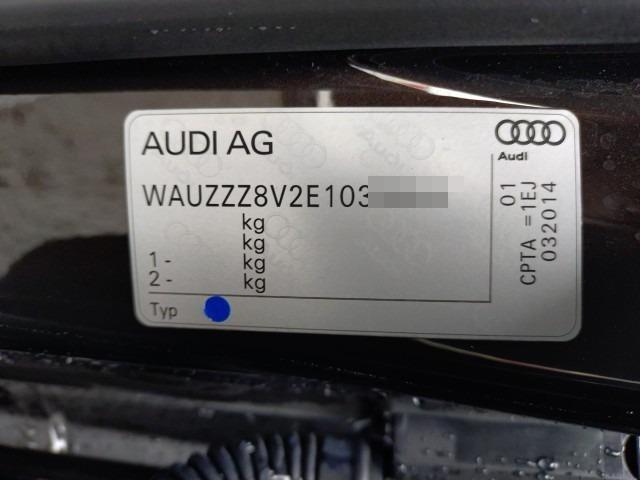 AUDI AG
Audi
WAUZZZ8V2E103
kg
kg
1 - kg
2 - kg
Typ
01
CPTA =1EJ
032014